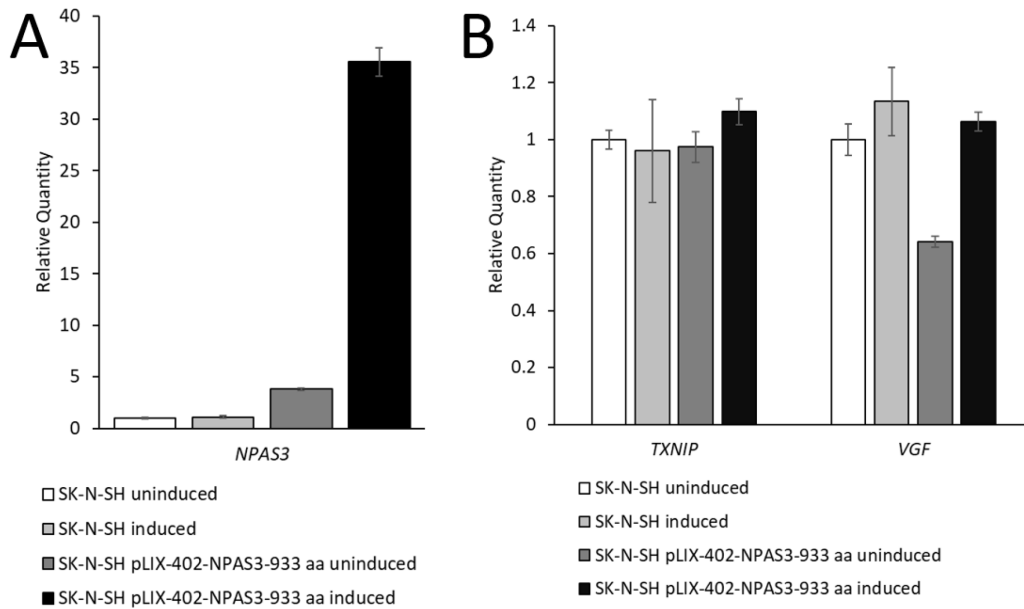 A
40
35
30
25
20
15
10
5
0
Relative Quantity
NPAS3
SK-N-SH uninduced
SK-N-SH induced
SK-N-SH pLIX-402-NPAS3-933 aa uninduced
SK-N-SH pLIX-402-NPAS3-933 aa induced
B
1.4
1.2
1
0.8
0.6
0.4
0.2
0
Relative Quantity
TXNIP VGF
SK-N-SH uninduced
SK-N-SH induced
SK-N-SH pLIX-402-NPAS3-933 aa uninduced
SK-N-SH pLIX-402-NPAS3-933 aa induced